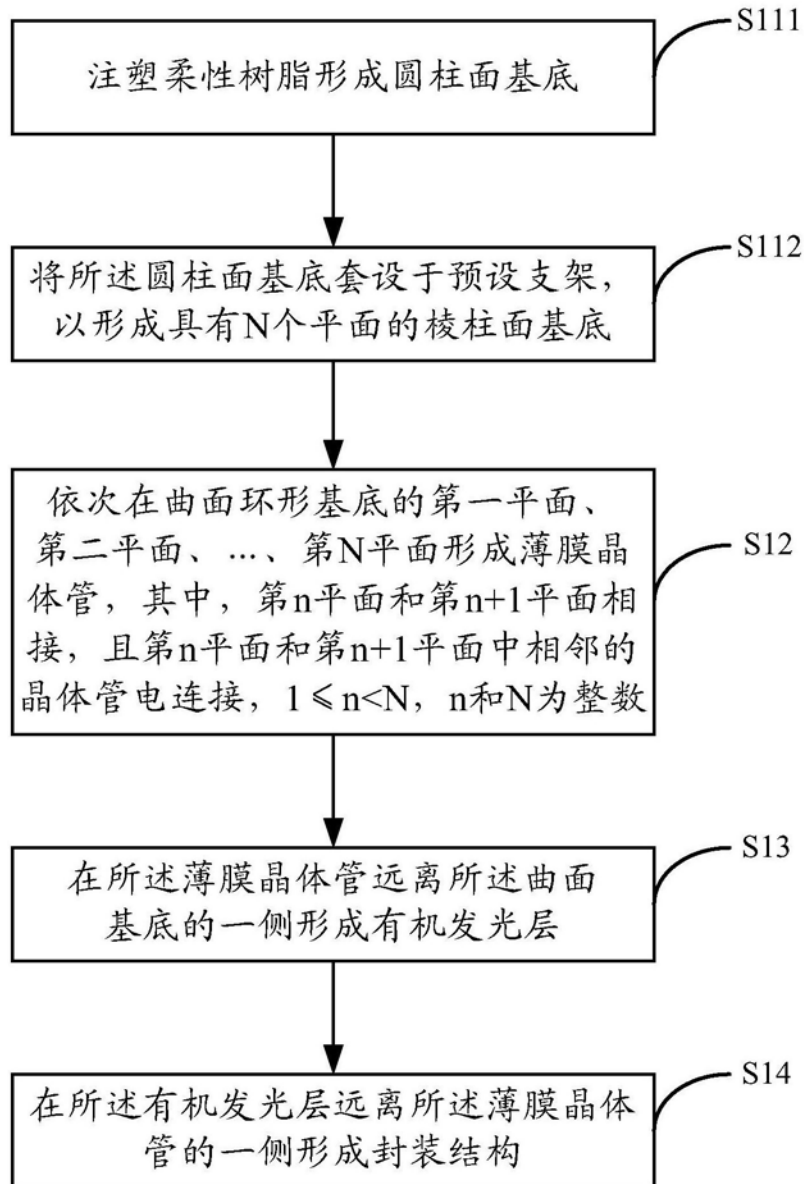 S111
注塑柔性树脂形成圆柱面基底
S112
将所述圆柱面基底套设于预设支架，
以形成具有N个平面的棱柱面基底
S12
依次在曲面环形基底的第一平面、
第二平面、…、第N平面形成薄膜晶
体管，其中，第n平面和第n+1平面相
接，且第n平面和第n+1平面中相邻的
晶体管电连接，1≤n<N，n和N为整数
S13
在所述薄膜晶体管远离所述曲面
基底的一侧形成有机发光层
S14
在所述有机发光层远离所述薄膜晶体
管的一侧形成封装结构